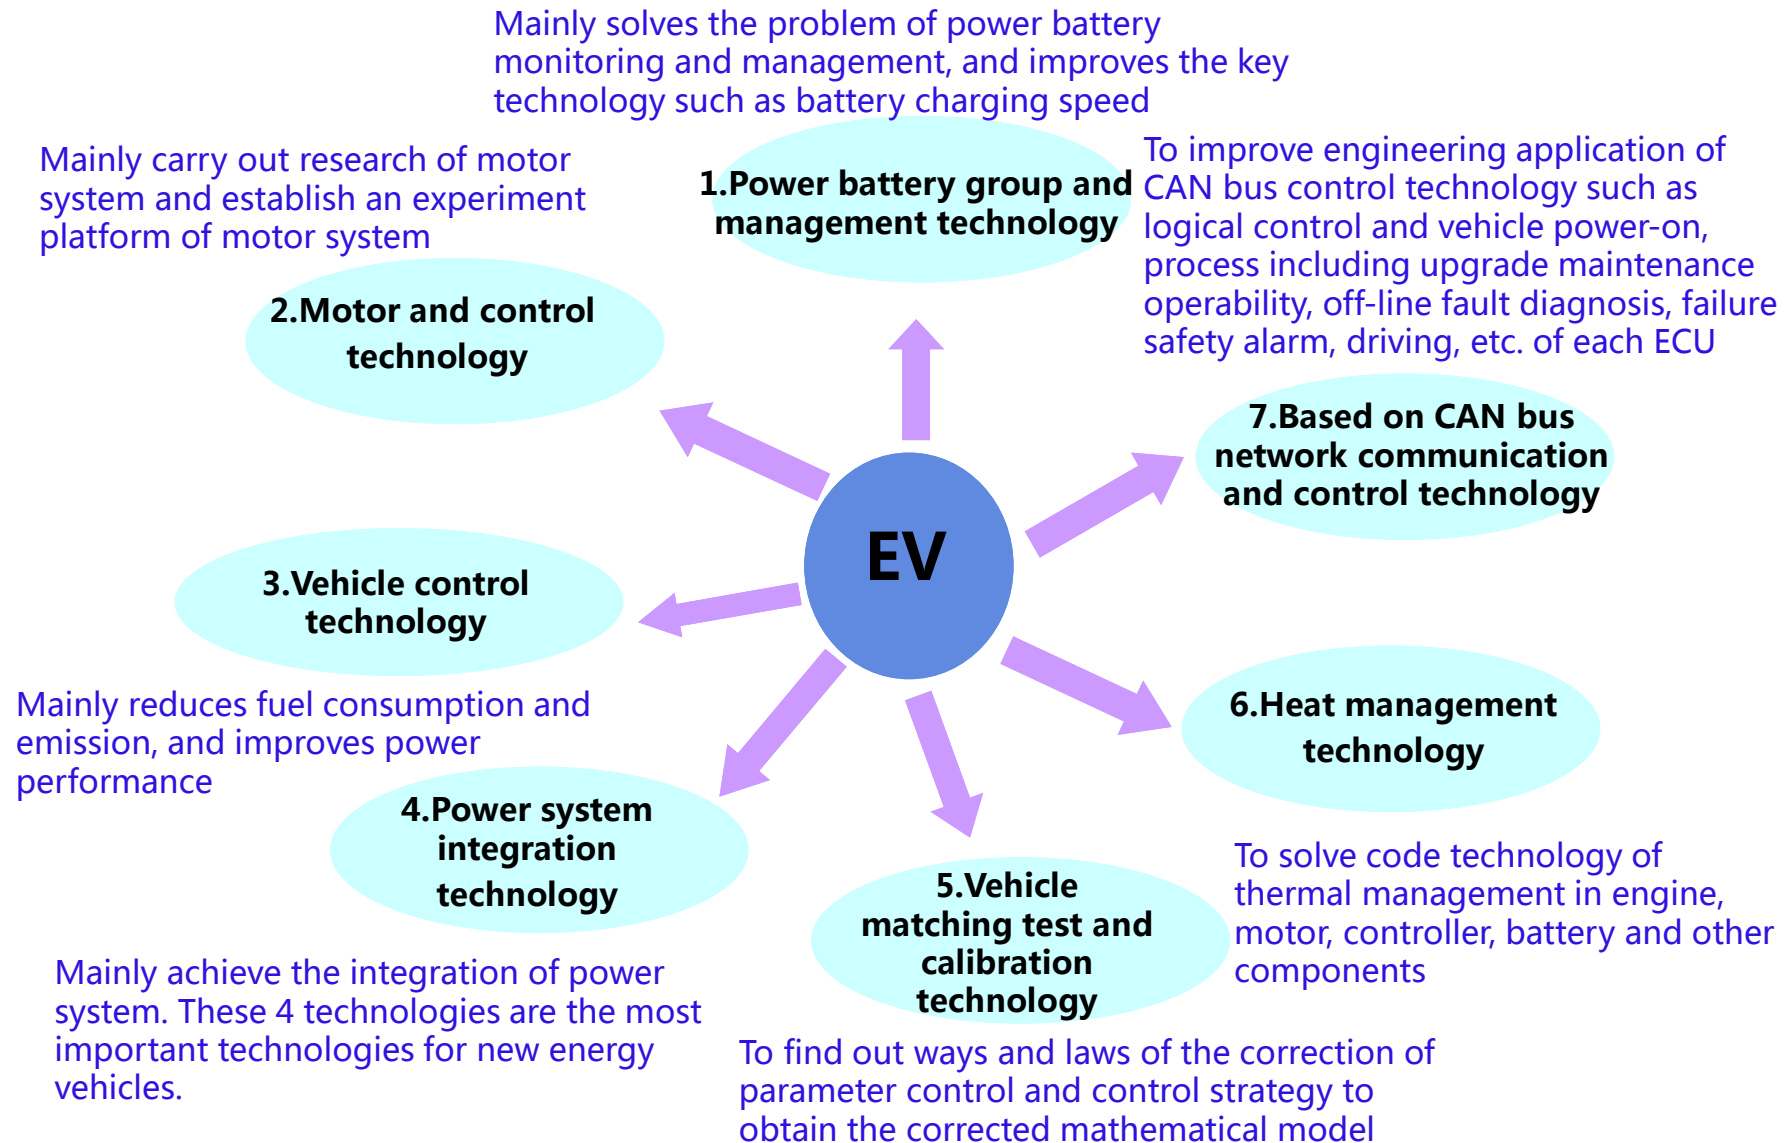 Mainly solves the problem of power battery
monitoring and management, and improves the key
technology such as battery charging speed
1.Power battery group and
management technology
Mainly carry out research of motor
system and establish an experiment
platform of motor system
2.Motor and control
technology
3.Vehicle control
technology
Mainly reduces fuel consumption and
emission, and improves power
performance
4.Power system
integration
technology
Mainly achieve the integration of power
system. These 4 technologies are the most
important technologies for new energy
vehicles.
EV
5.Vehicle
matching test and
calibration
technology
To find out ways and laws of the correction of
parameter control and control strategy to
obtain the corrected mathematical model
6.Heat management
technology
To solve code technology of
thermal management in engine,
motor, controller, battery and other
components
To improve engineering application of
CAN bus control technology such as
logical control and vehicle power-on,
process including upgrade maintenance
operability, off-line fault diagnosis, failure
safety alarm, driving, etc. of each ECU
7.Based on CAN bus
network communication
and control technology